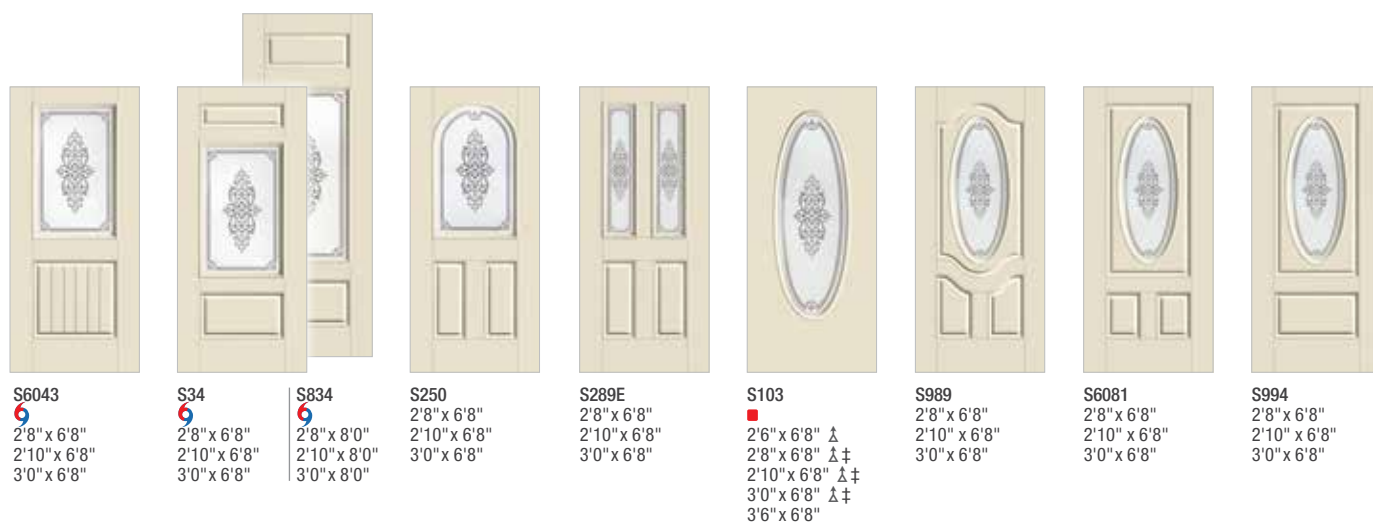 S6043
2'8" x 6'8"
2'10" x 6'8"
3'0" x 6'8"
S34
2'8" x 6'8"
2'10" x 6'8"
3'0" x 6'8"
S834
2'8" x 8'0"
2'10" x 8'0"
3'0" x 8'0"
S250
2'8" x 6'8"
2'10" x 6'8"
3'0" x 6'8"
S289E
2'8" x 6'8"
2'10" x 6'8"
3'0" x 6'8"
S103
2'6" x 6'8"
2'8" x 6'8" ‡
2'10" x 6'8" ‡
3'0" x 6'8" ‡
3'6" x 6'8"
S989
2'8" x 6'8"
2'10" x 6'8"
3'0" x 6'8"
S6081
2'8" x 6'8"
2'10" x 6'8"
3'0" x 6'8"
S994
2'8" x 6'8"
2'10" x 6'8"
3'0" x 6'8"